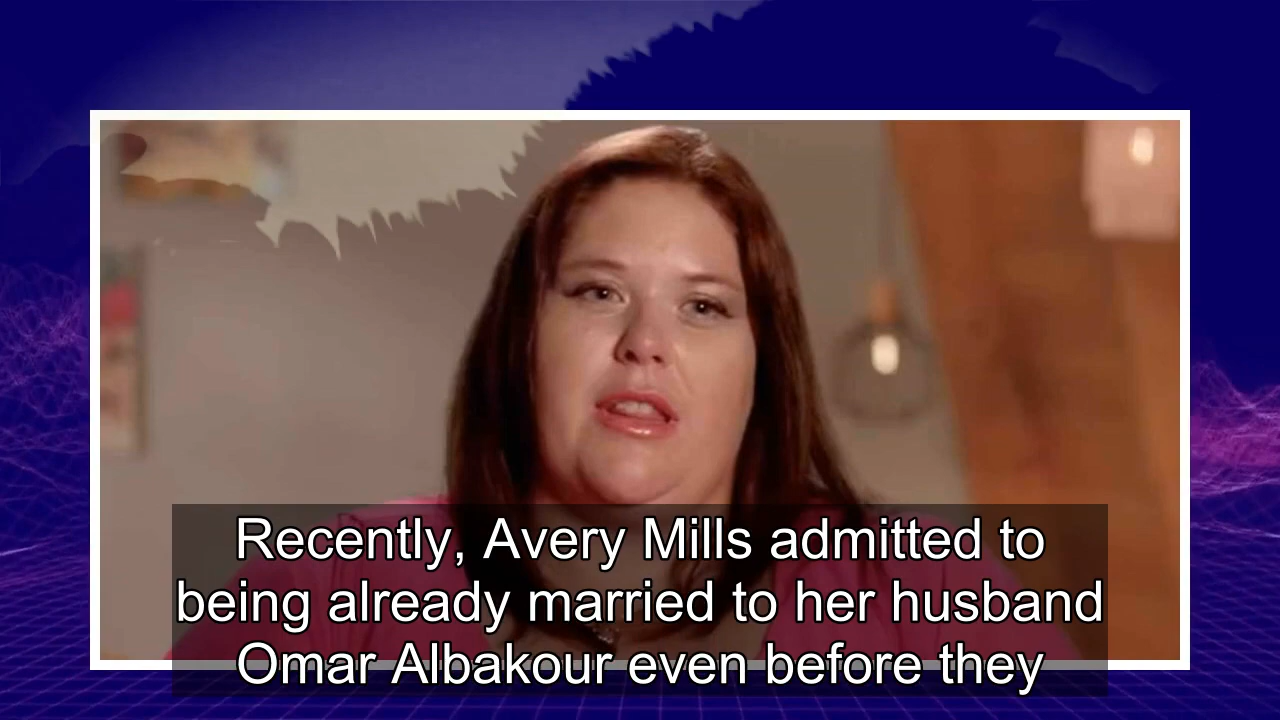 Recently, Avery Mills admitted to
being already married to her husband
Omar Albakour even before they